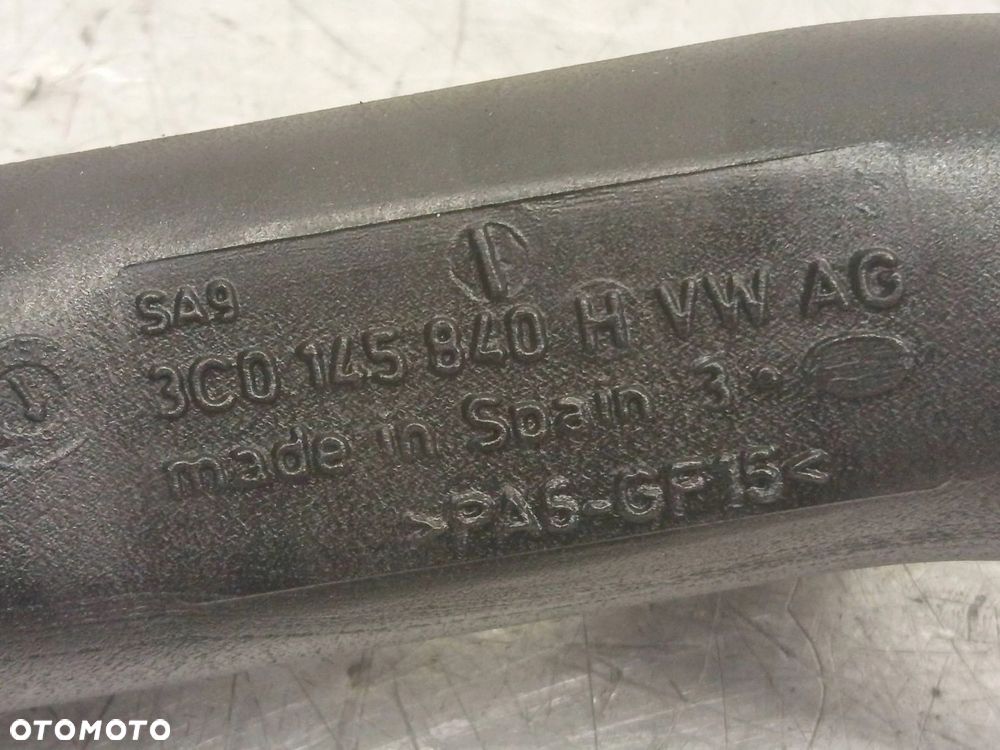 SA9
3C0 145 840 H VW AG
made in Spain 3
>PA6-GF15<
OTOMOTO